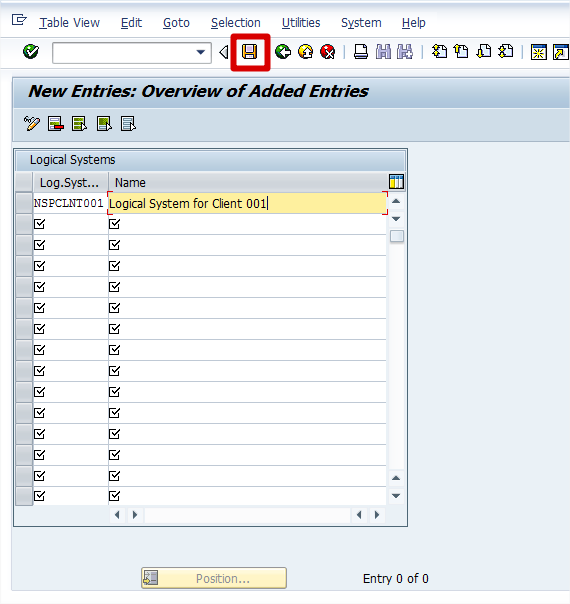 Table View Edit Goto Selection Utilities System Help
New Entries: Overview of Added Entries
Logical Systems
Log.Syst... Name
NSPCLNT001 Logical System for Client 001
Position... Entry 0 of 0